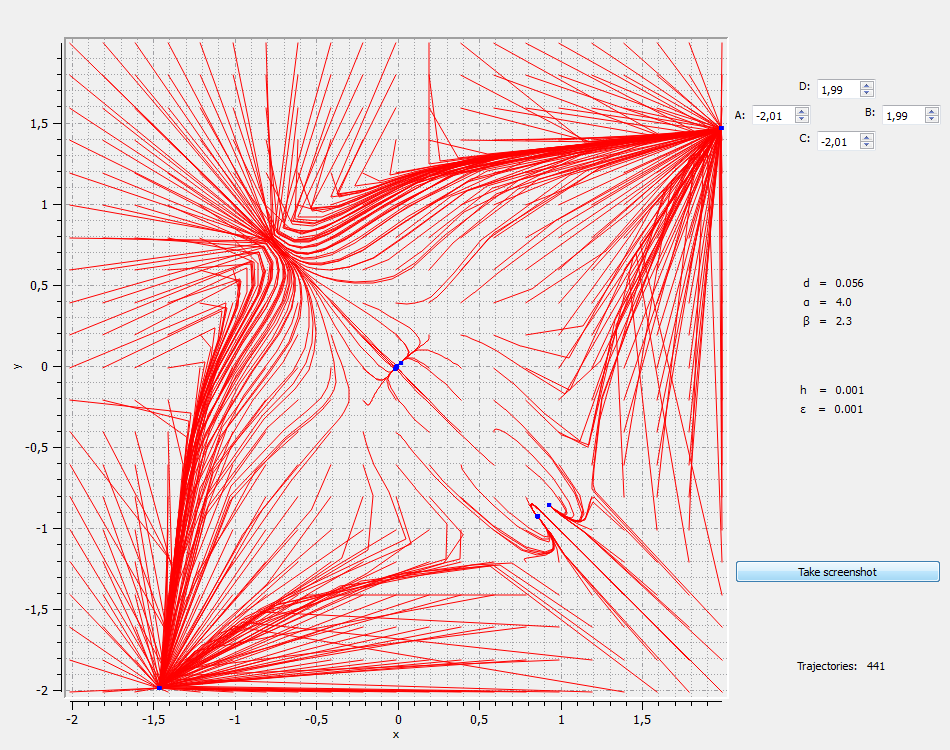 D: 1,99
A: -2,01 B: 1,99
C: -2,01
1,5
1
0,5
0
-0,5
-1
-1,5
-2
y
-2 -1,5 -1 -0,5 0 0,5 1 1,5
x
d = 0.056
α = 4.0
β = 2.3
h = 0.001
ε = 0.001
Take screenshot
Trajectories: 441